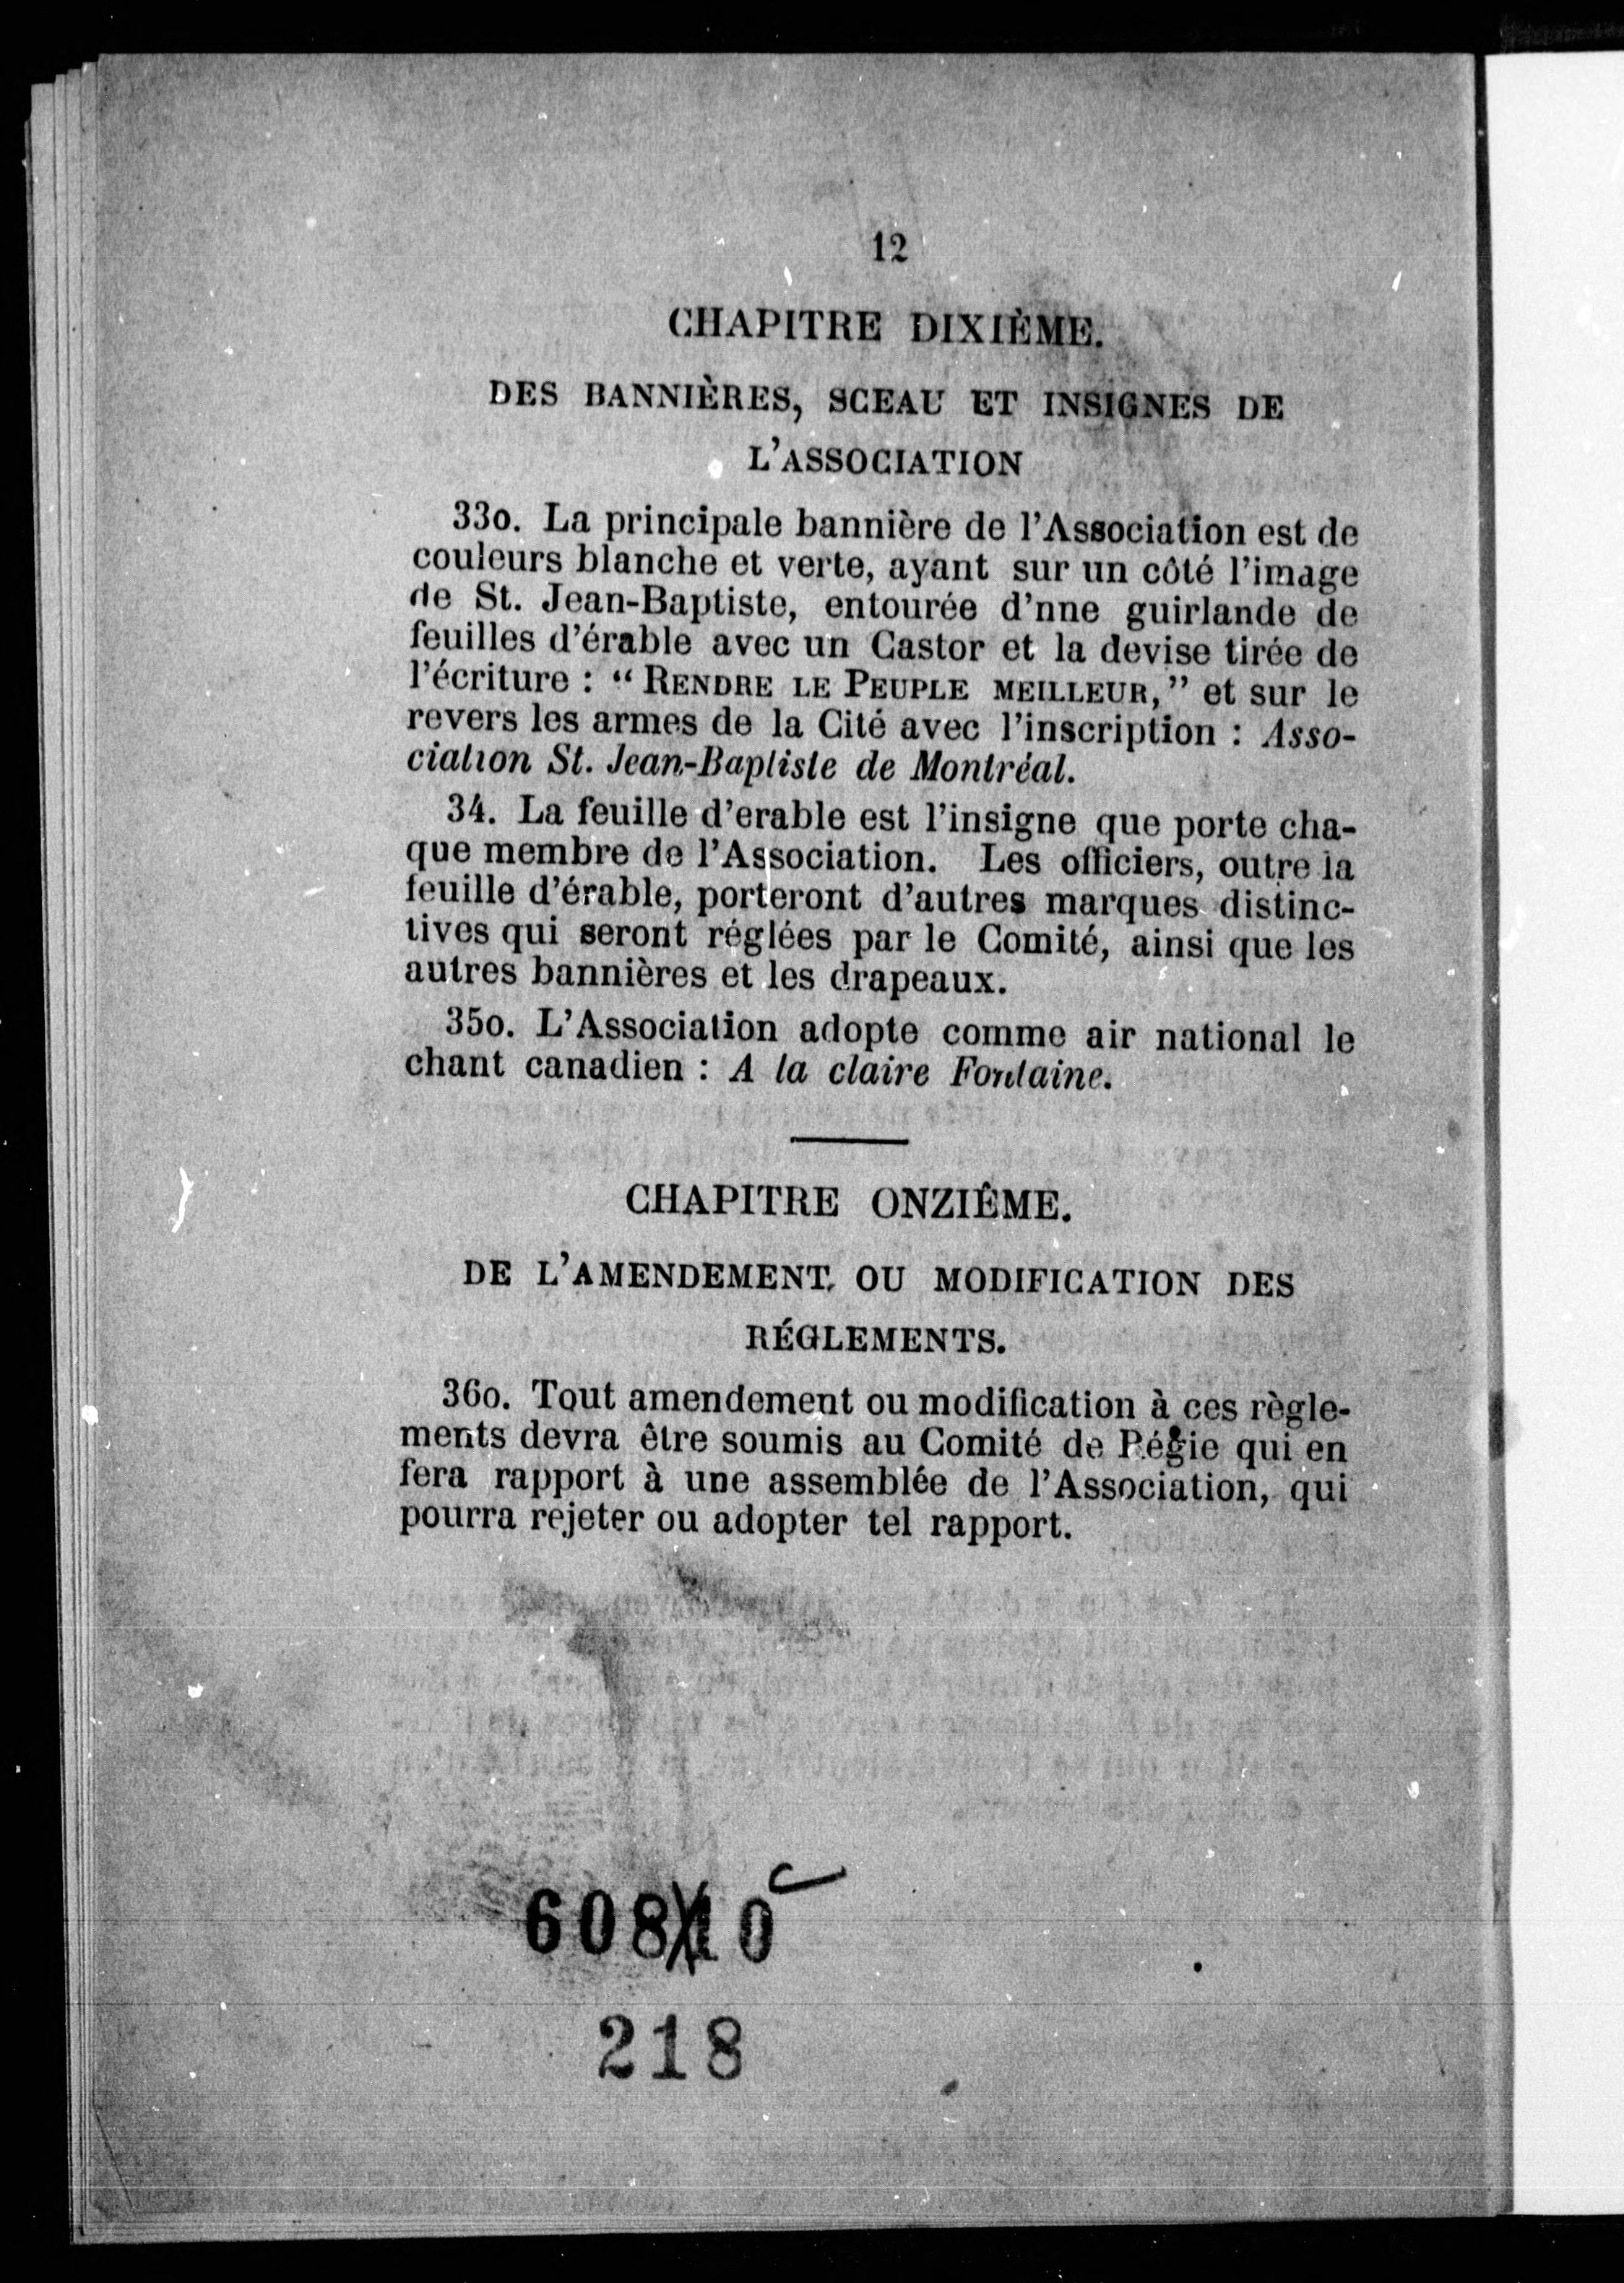 12
CHAPITRE DIXIÈME.
DES BANNIÈRES, SCEAU ET INSIGNES DE
L'ASSOCIATION
33o. La principale bannière de l'Association est de
couleurs blanche et verte, ayant sur un côté l'image
de St. Jean-Baptiste, entourée d'nne guirlande de
feuilles d'érable avec un Castor et la devise tirée de
l'écriture : “ RENDRE LE PEUPLE MEILLEUR, ” et sur le
revers les armes de la Cité avec l'inscription : Asso-
ciation St. Jean-Baptiste de Montréal.
34. La feuille d'erable est l'insigne que porte cha-
que membre de l'Association. Les officiers, outre la
feuille d'érable, porteront d'autres marques distinc-
tives qui seront réglées par le Comité, ainsi que les
autres bannières et les drapeaux.
35o. L'Association adopte comme air national le
chant canadien : A la claire Fontaine.
CHAPITRE ONZIÊME.
DE L'AMENDEMENT, OU MODIFICATION DES
RÉGLEMENTS.
36o. Tout amendement ou modification à ces règle-
ments devra être soumis au Comité de Régie qui en
fera rapport à une assemblée de l'Association, qui
pourra rejeter ou adopter tel rapport.
218